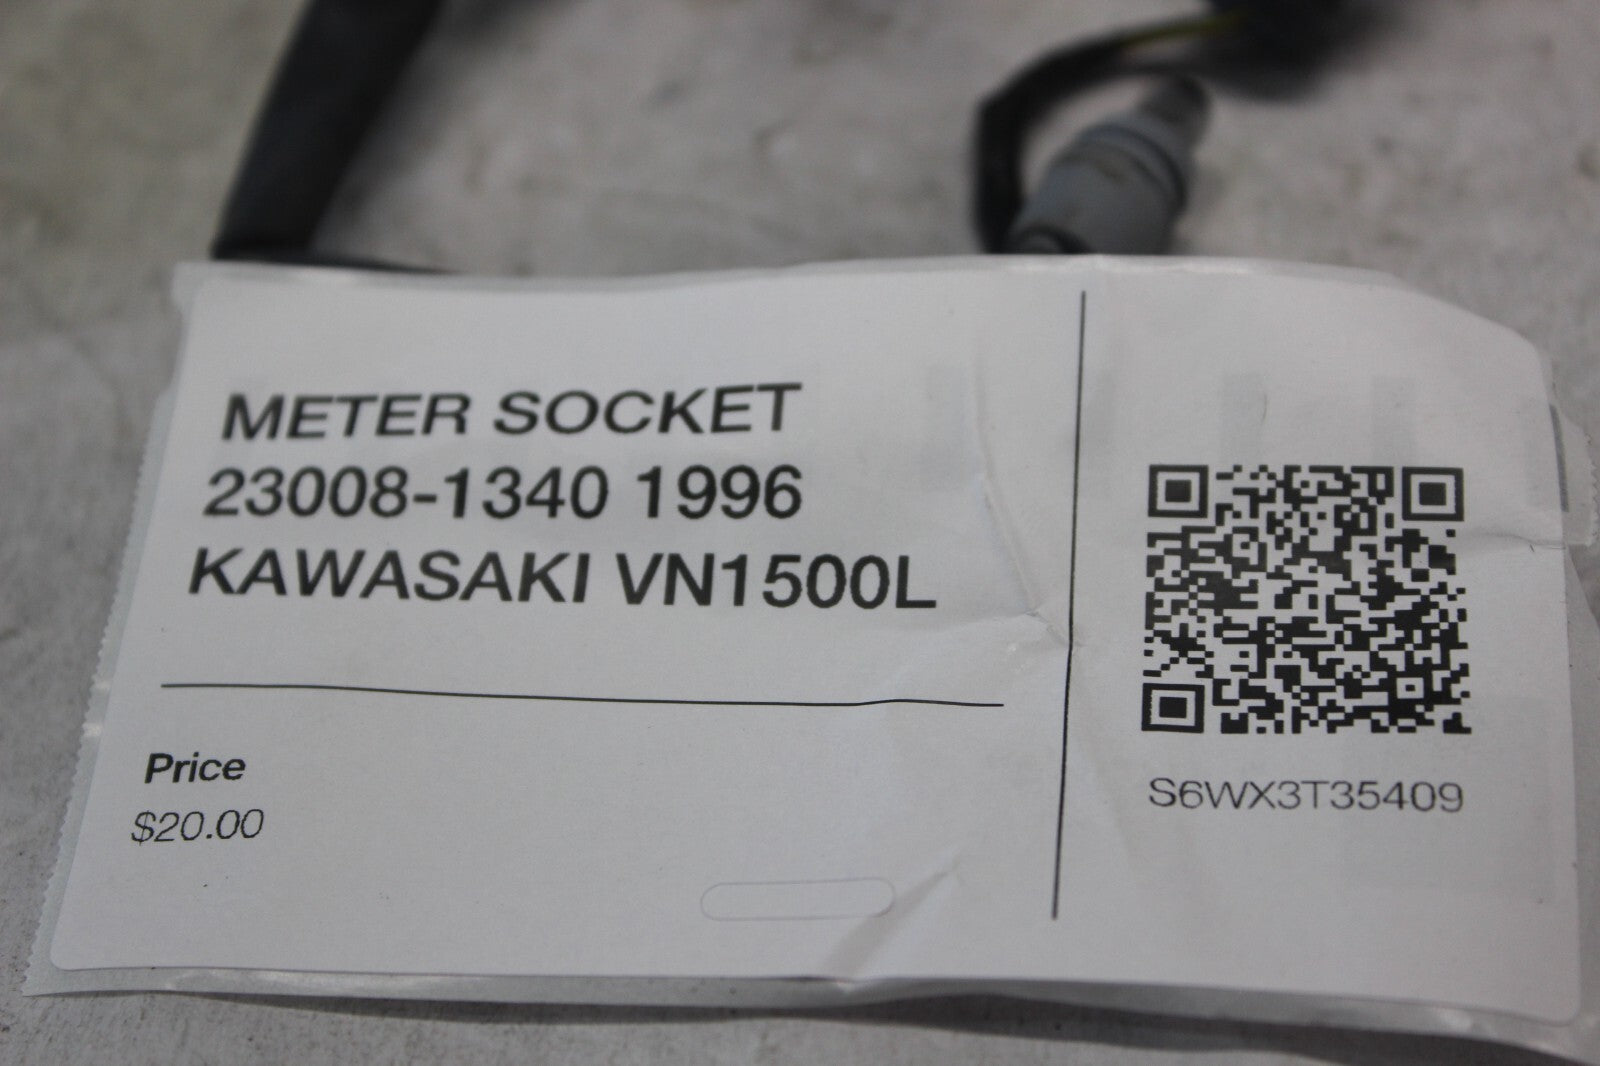 METER SOCKET
23008-1340 1996
KAWASAKI VN1500L
Price
$20.00
S6WX3T35409